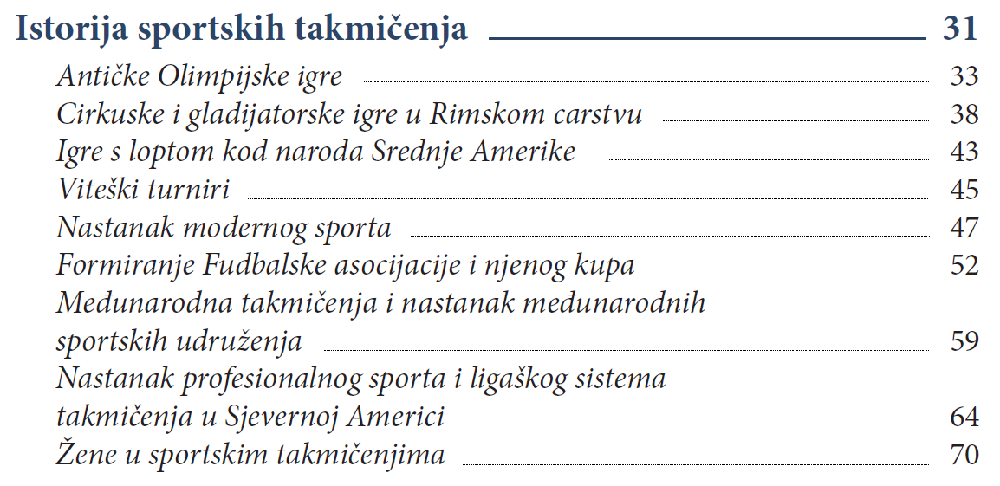 Istorija sportskih takmičenja 31
Antičke Olimpijske igre 33
Cirkuske i gladijatorske igre u Rimskom carstvu 38
Igre s loptom kod naroda Srednje Amerike 43
Viteški turniri 45
Nastanak modernog sporta 47
Formiranje Fudbalske asocijacije i njenog kupa 52
Međunarodna takmičenja i nastanak međunarodnih
sportskih udruženja 59
Nastanak profesionalnog sporta i ligaškog sistema
takmičenja u Sjevernoj Americi 64
Žene u sportskim takmičenjima 70